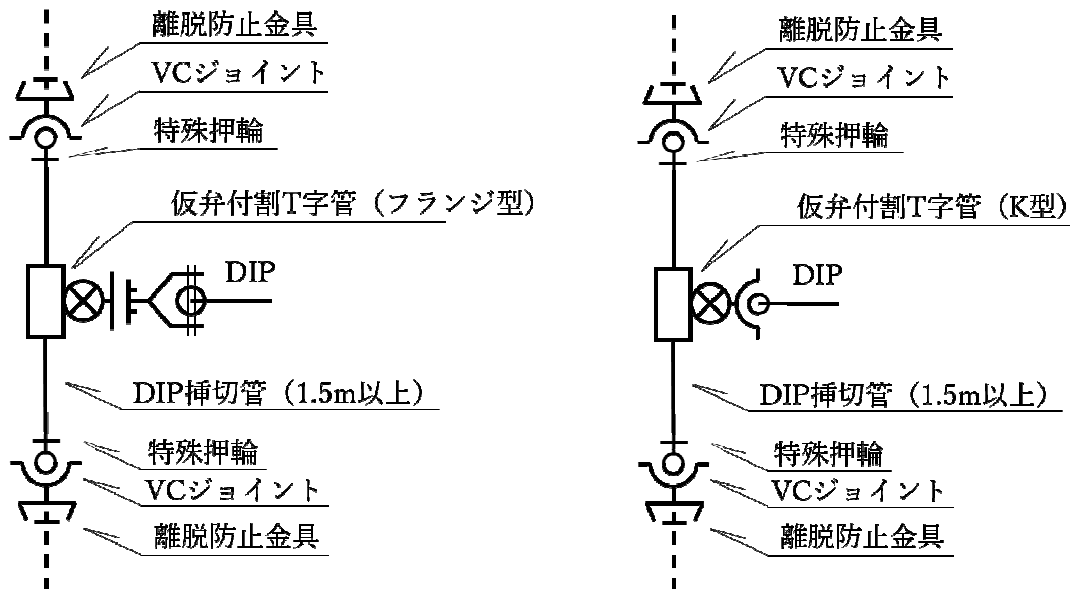 離脱防止金具
VCジョイント
特殊押輪
仮弁付割T字管（フランジ型）
DIP
DIP挿切管（1.5m以上）
特殊押輪
VCジョイント
離脱防止金具
離脱防止金具
VCジョイント
特殊押輪
仮弁付割T字管（K型）
DIP
DIP挿切管（1.5m以上）
特殊押輪
VCジョイント
離脱防止金具